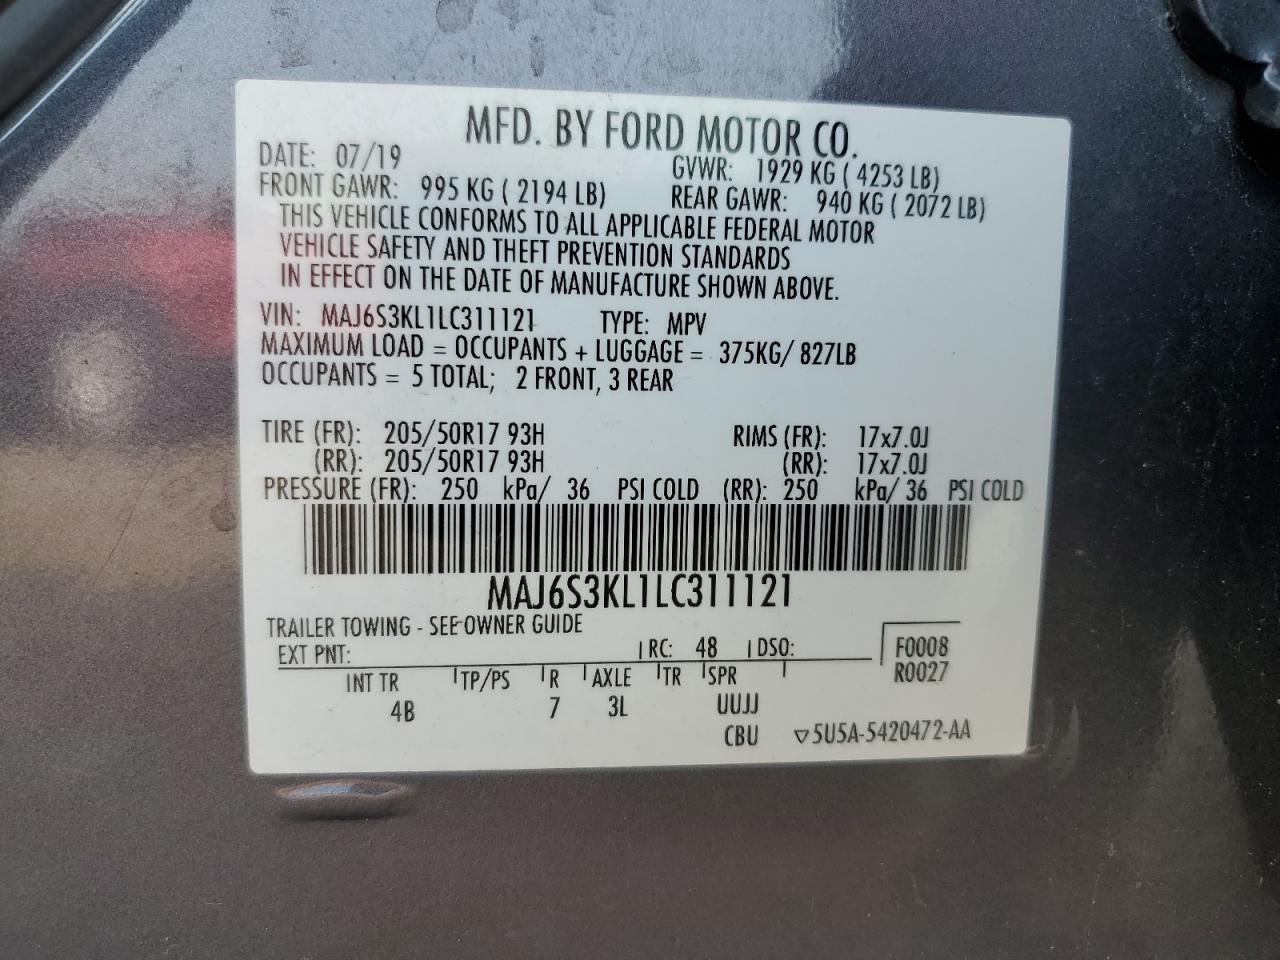 MFD. BY FORD MOTOR CO.
DATE: 07/19 GVWR: 1929 KG ( 4253 LB)
FRONT GAWR: 995 KG ( 2194 LB) REAR GAWR: 940 KG ( 2072 LB)
THIS VEHICLE CONFORMS TO ALL APPLICABLE FEDERAL MOTOR
VEHICLE SAFETY AND THEFT PREVENTION STANDARDS
IN EFFECT ON THE DATE OF MANUFACTURE SHOWN ABOVE.
VIN: MAJ6S3KL1LC311121 TYPE: MPV
MAXIMUM LOAD = OCCUPANTS + LUGGAGE = 375KG/ 827LB
OCCUPANTS = 5 TOTAL; 2 FRONT, 3 REAR
TIRE (FR): 205/50R17 93H RIMS (FR): 17x7.0J
(RR): 205/50R17 93H (RR): 17x7.0J
PRESSURE (FR): 250 kPa/ 36 PSI COLD (RR): 250 kPa/ 36 PSI COLD
MAJ6S3KL1LC311121
TRAILER TOWING - SEE OWNER GUIDE
EXT PNT: RC: 48 DSO: F0008
R0027
INT TR TP/PS R AXLE TR SPR
4B 7 3L UUJJ
CBU ▽5U5A-5420472-AA